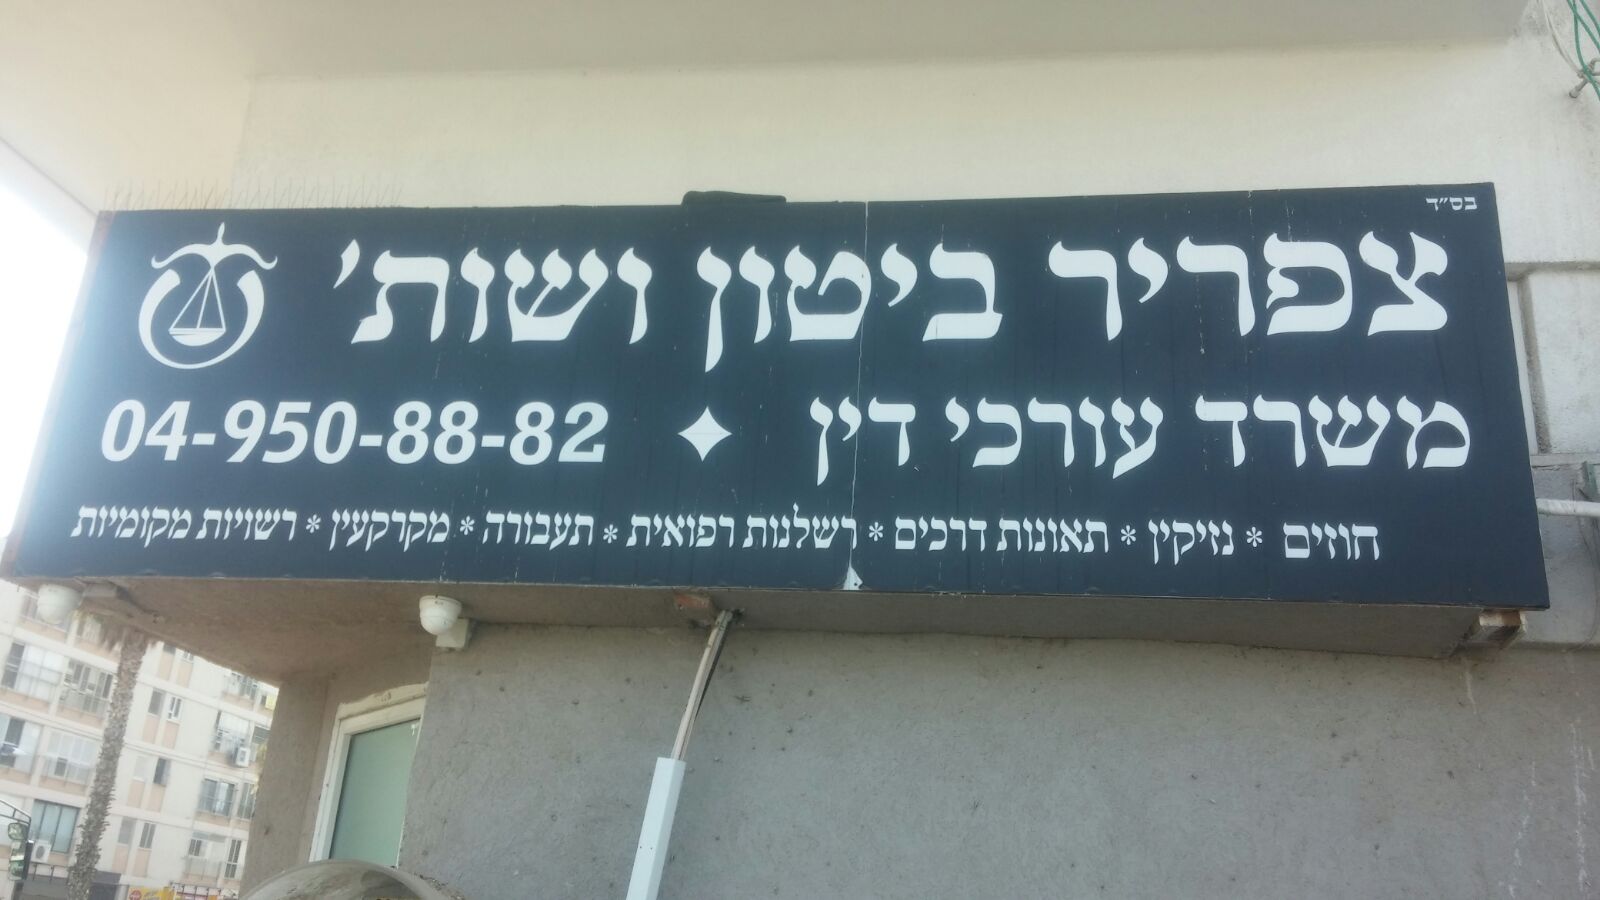 בס״ד
צפריר ביטון ושות'
משרד עורכי דין ✦ 04-950-88-82
חוזים * נזיקין * תאונות דרכים * רשלנות רפואית * תעבורה * מקרקעין * רשויות מקומיות